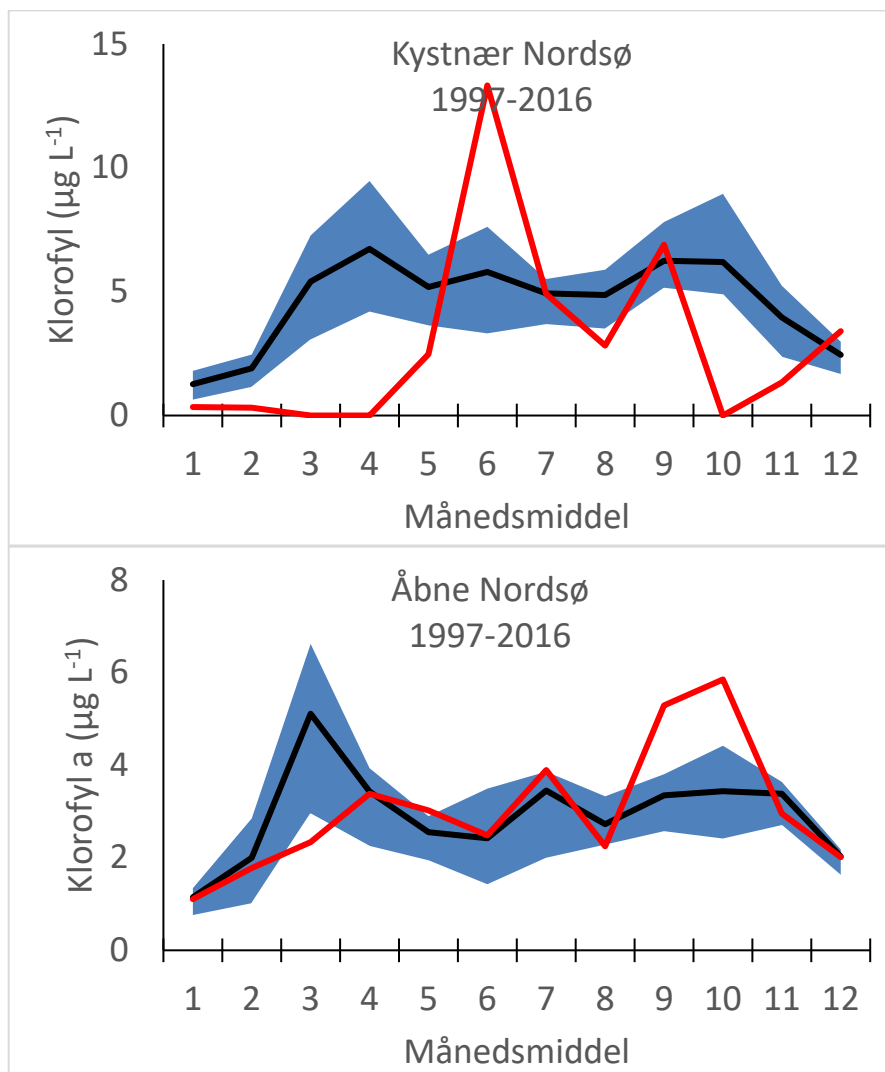 Kystnær Nordsø
1997-2016
Klorofyl (µg L-1)
15
10
5
0
1 2 3 4 5 6 7 8 9 10 11 12
Månedsmiddel
Åbne Nordsø
1997-2016
Klorofyl a (µg L-1)
8
6
4
2
0
1 2 3 4 5 6 7 8 9 10 11 12
Månedsmiddel